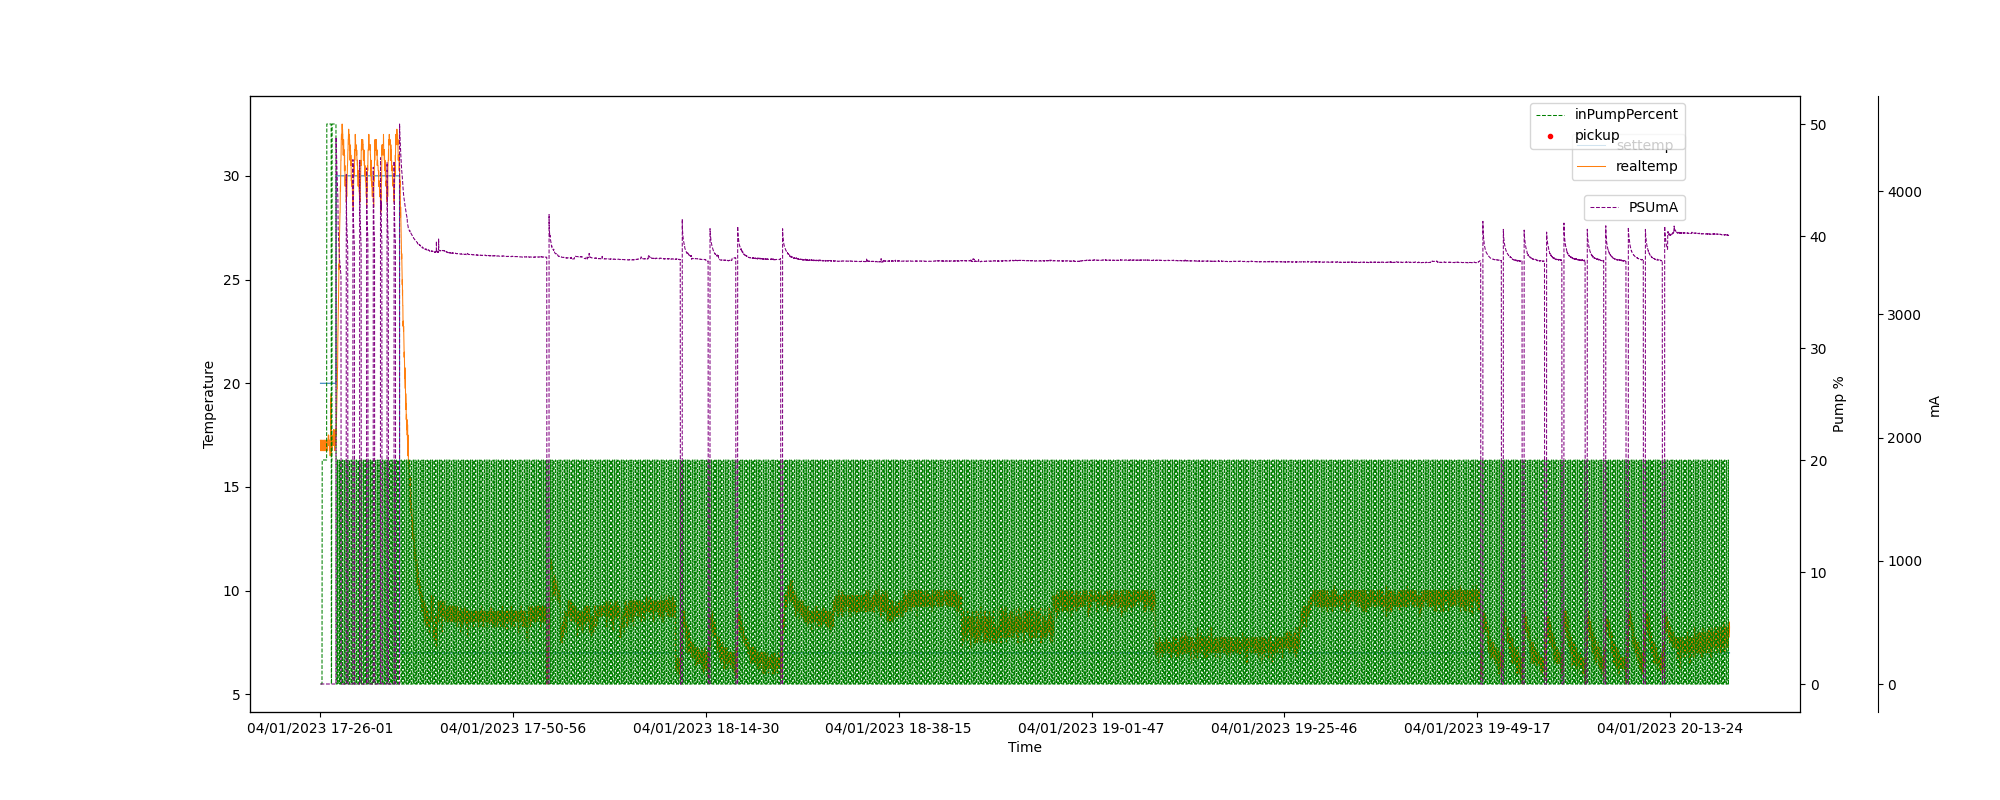 inPumpPercent
pickup
settemp
realtemp
PSUmA
30
25
20
15
10
5
Temperature
50
40
30
20
10
0
Pump %
4000
3000
2000
1000
0
mA
04/01/2023 17-26-01
04/01/2023 17-50-56
04/01/2023 18-14-30
04/01/2023 18-38-15
04/01/2023 19-01-47
04/01/2023 19-25-46
04/01/2023 19-49-17
04/01/2023 20-13-24
Time